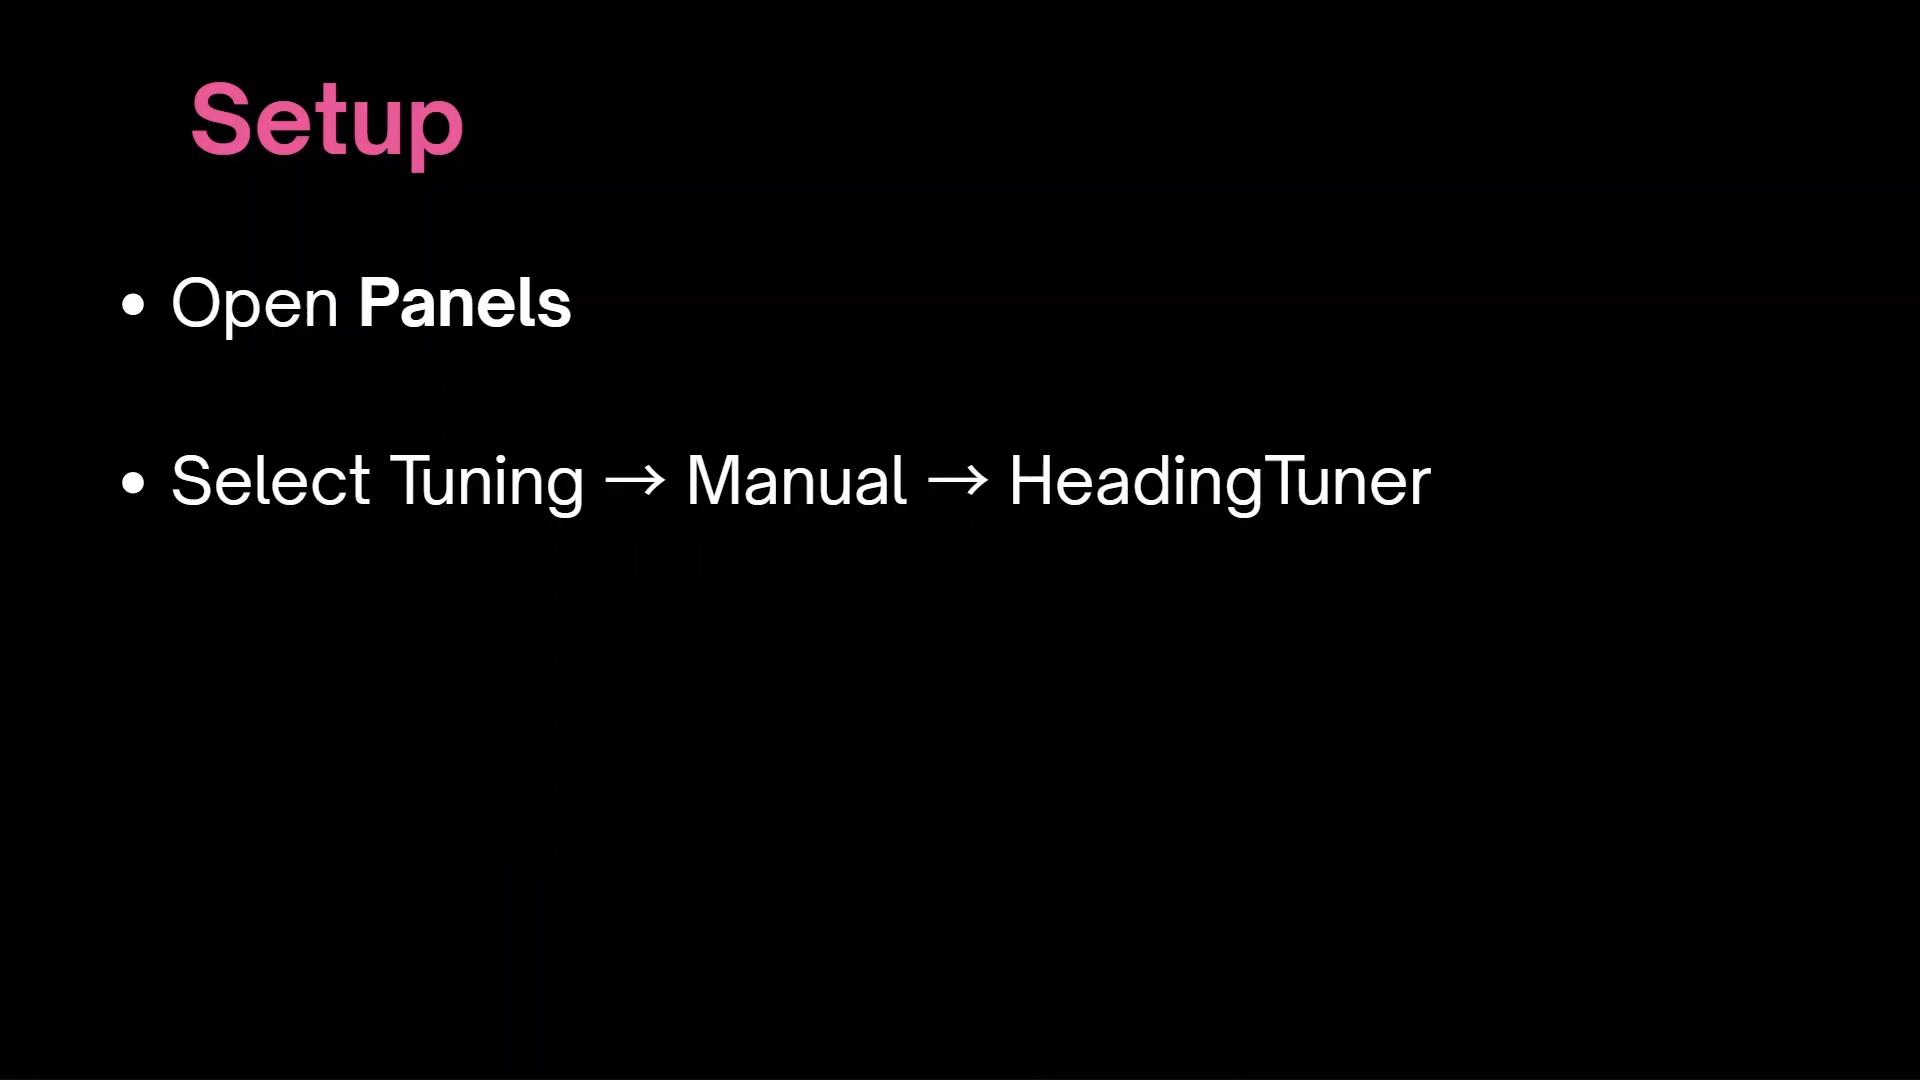 Setup
• Open Panels
• Select Tuning → Manual → HeadingTuner